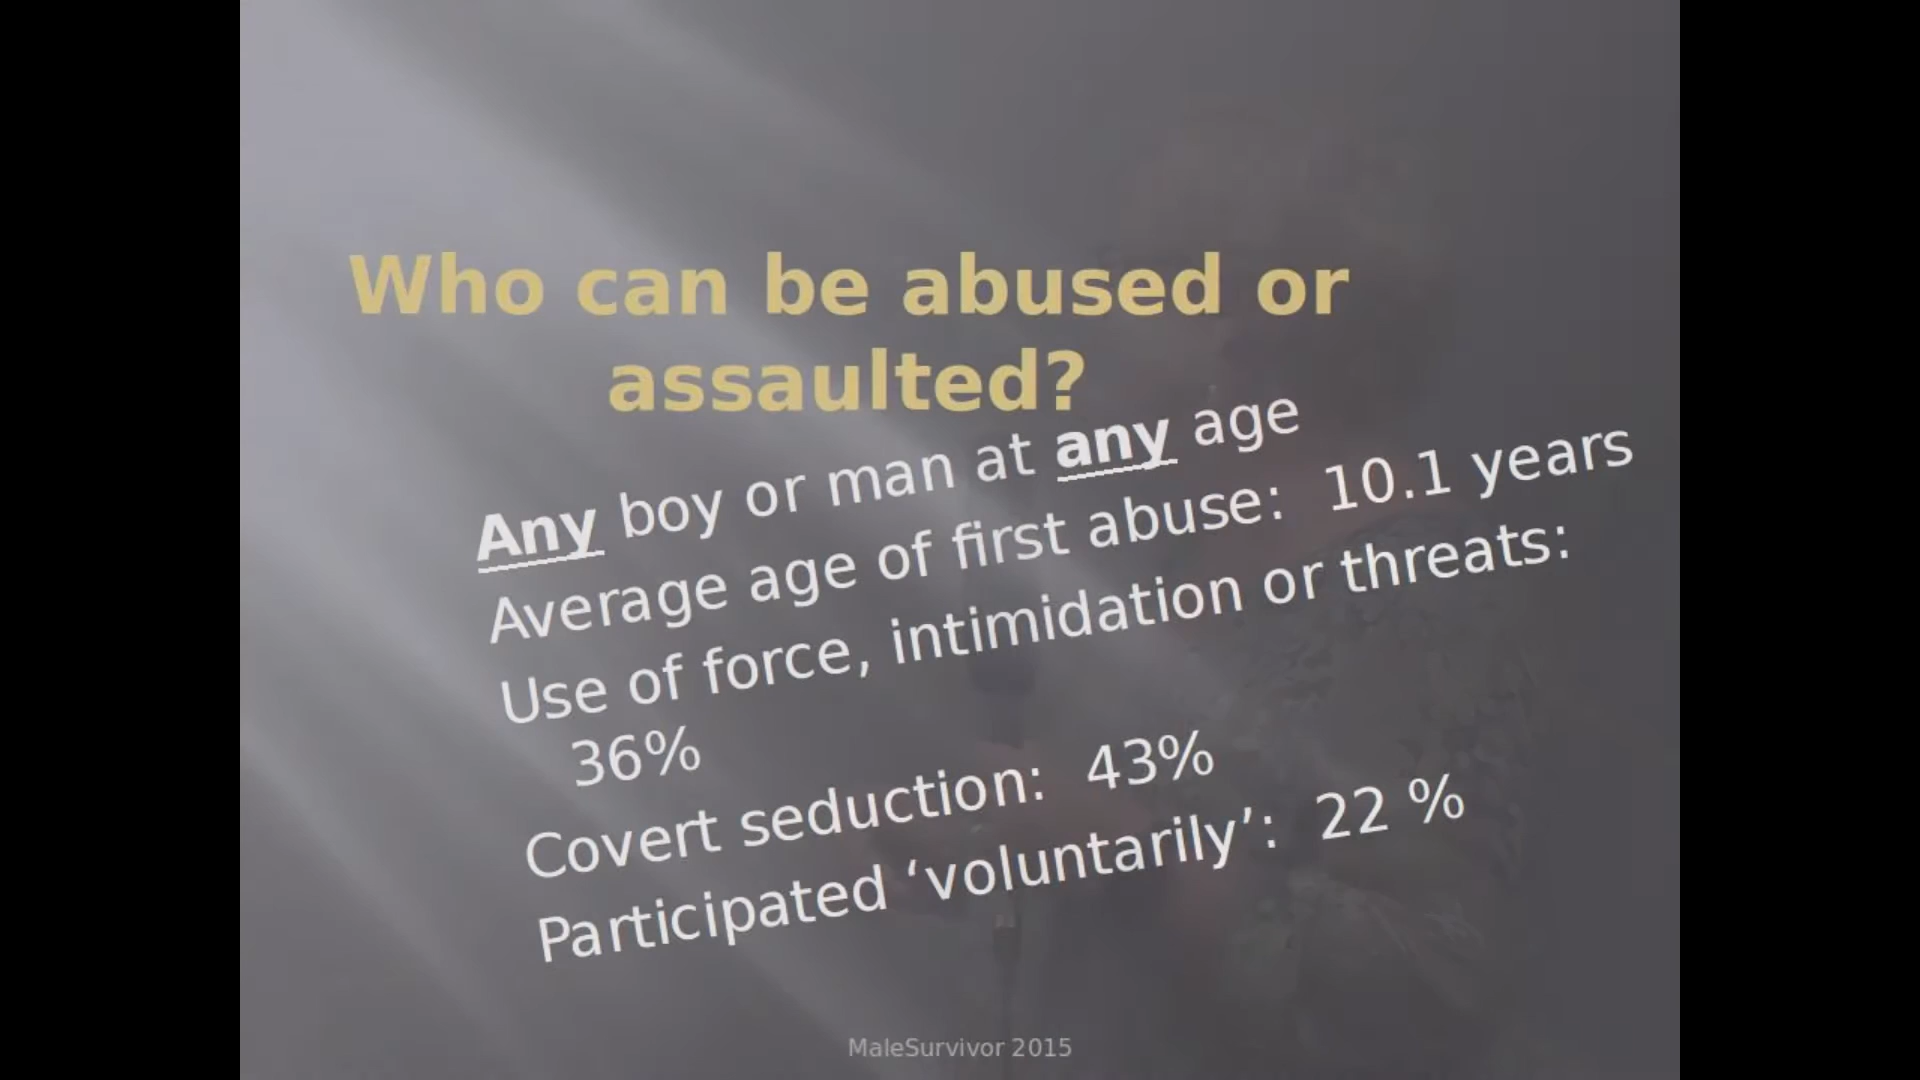 Who can be abused or
assaulted?
Any boy or man at any age
Average age of first abuse: 10.1 years
Use of force, intimidation or threats:
36%
Covert seduction: 43%
Participated ‘voluntarily’: 22 %
MaleSurvivor 2015